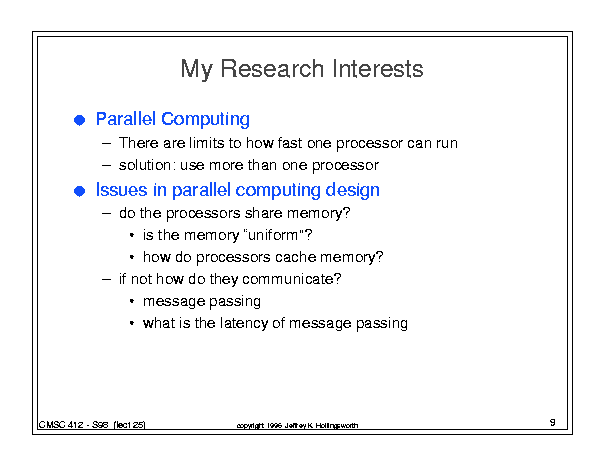 My Research Interests
● Parallel Computing
– There are limits to how fast one processor can run
– solution: use more than one processor
● Issues in parallel computing design
– do the processors share memory?
• is the memory “uniform”?
• how do processors cache memory?
– if not how do they communicate?
• message passing
• what is the latency of message passing
CMSC 412 - S98 (lect 25)
copyright 1996 Jeffrey K. Hollingsworth
9